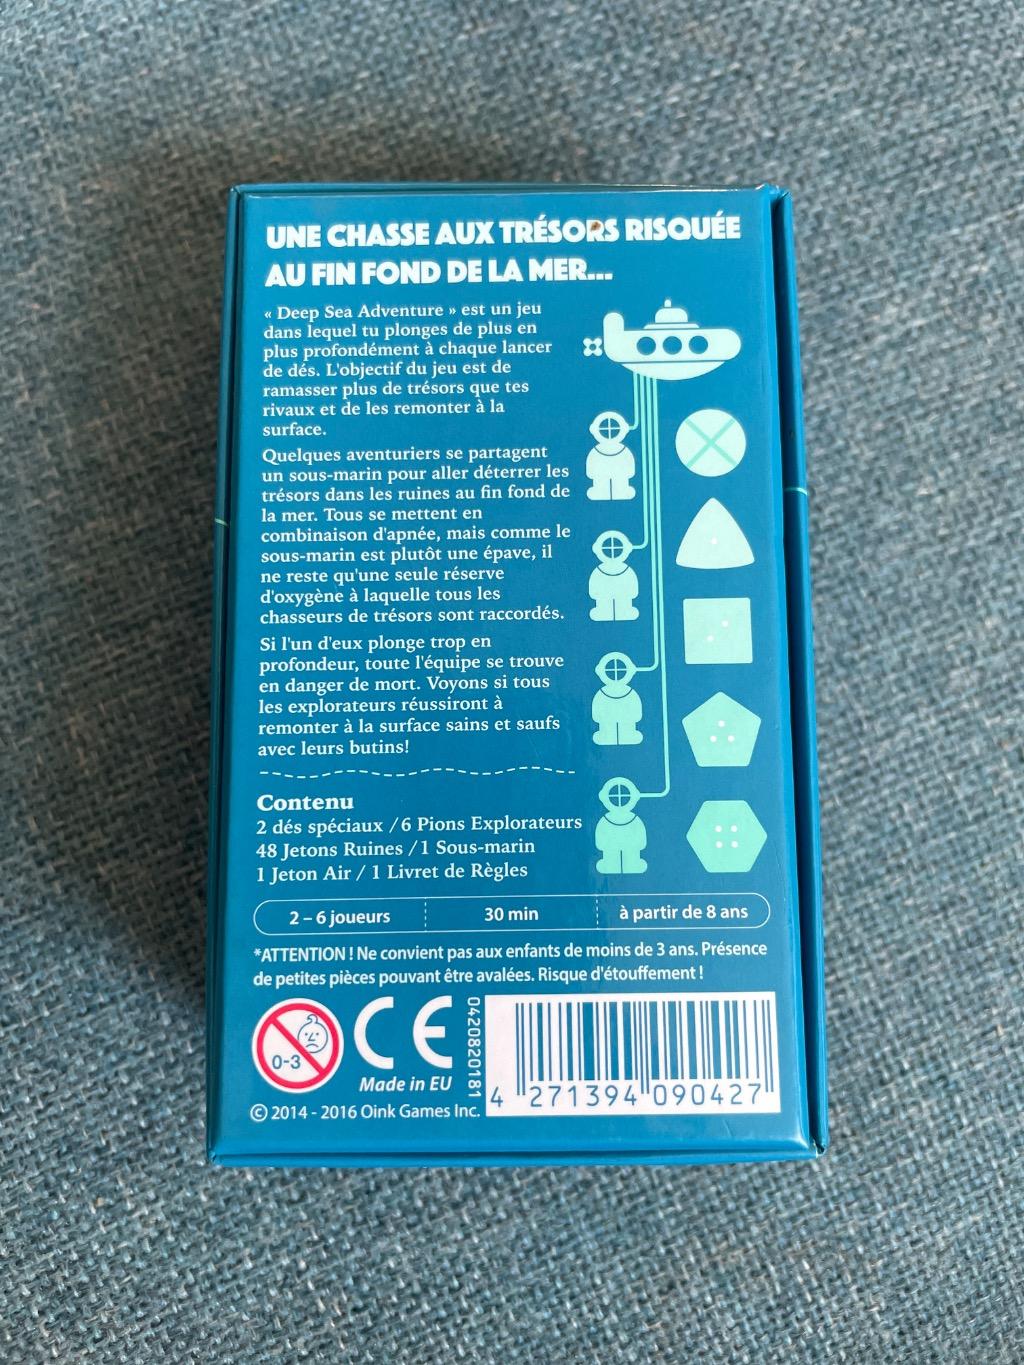 UNE CHASSE AUX TRÉSORS RISQUÉE
AU FIN FOND DE LA MER...
« Deep Sea Adventure » est un jeu
dans lequel tu plonges de plus en
plus profondément à chaque lancer
de dés. L'objectif du jeu est de
ramasser plus de trésors que tes
rivaux et de les remonter à la
surface.
Quelques aventuriers se partagent
un sous-marin pour aller déterrer les
trésors dans les ruines au fin fond de
la mer. Tous se mettent en
combinaison d'apnée, mais comme le
sous-marin est plutôt une épave, il
ne reste qu'une seule réserve
d'oxygène à laquelle tous les
chasseurs de trésors sont raccordés.
Si l'un d'eux plonge trop en
profondeur, toute l'équipe se trouve
en danger de mort. Voyons si tous
les explorateurs réussiront à
remonter à la surface sains et saufs
avec leurs butins!
Contenu
2 dés spéciaux / 6 Pions Explorateurs
48 Jetons Ruines / 1 Sous-marin
1 Jeton Air / 1 Livret de Règles
2 – 6 joueurs 30 min à partir de 8 ans
*ATTENTION ! Ne convient pas aux enfants de moins de 3 ans. Présence
de petites pièces pouvant être avalées. Risque d'étouffement !
0-3
CE
Made in EU
© 2014 - 2016 Oink Games Inc.
0420820181
4 271394 090427